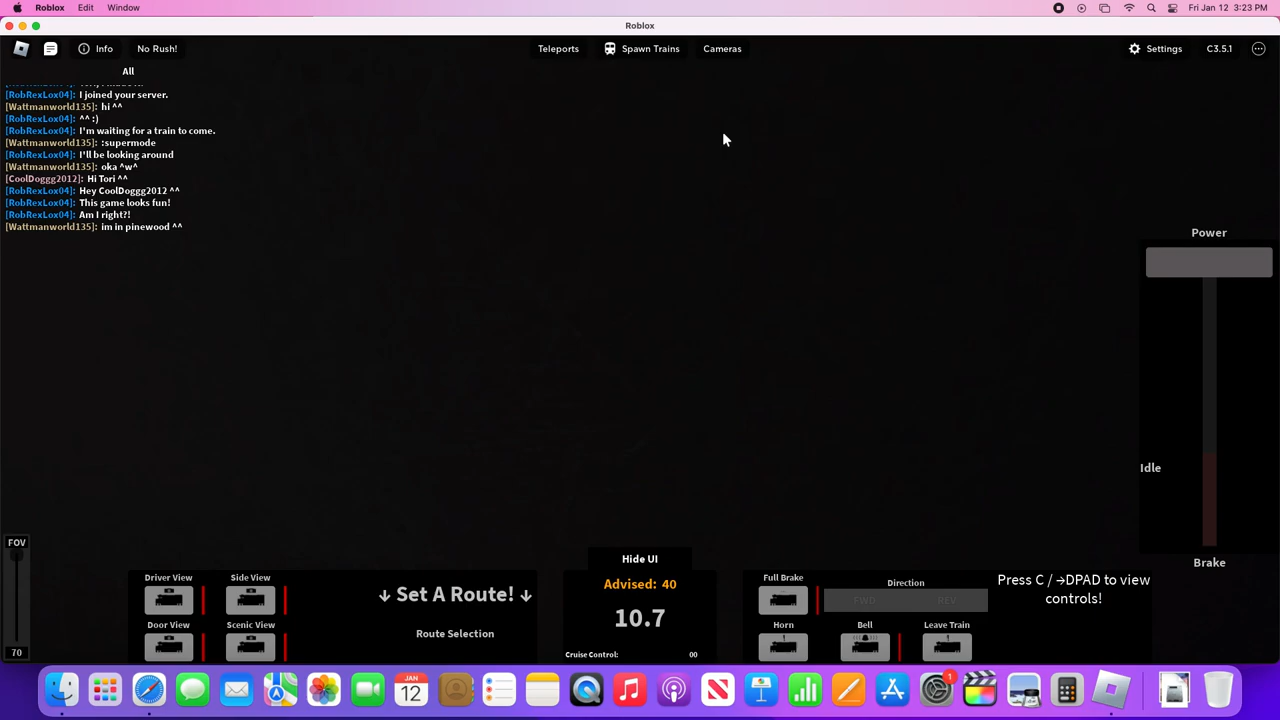 Roblox Edit Window Fri Jan 12 3:23 PM
Roblox
Info No Rush! Teleports Spawn Trains Cameras Settings C3.5.1
All
[RobRexLox04]: I joined your server.
[Wattmanworld135]: hi ^^
[RobRexLox04]: ^^ :)
[RobRexLox04]: I'm waiting for a train to come.
[Wattmanworld135]: :supermode
[RobRexLox04]: I'll be looking around
[Wattmanworld135]: oka ^w^
[CoolDoggg2012]: Hi Tori ^^
[RobRexLox04]: Hey CoolDoggg2012 ^^
[RobRexLox04]: This game looks fun!
[RobRexLox04]: Am I right?!
[Wattmanworld135]: im in pinewood ^^
Power
Idle
Brake
FOV
70
Driver View Side View
Door View Scenic View
↓ Set A Route! ↓
Route Selection
Hide UI
Advised: 40
10.7
Cruise Control: 00
Full Brake Direction
FWD REV
Horn Bell Leave Train
Press C / →DPAD to view
controls!
JAN
12
1